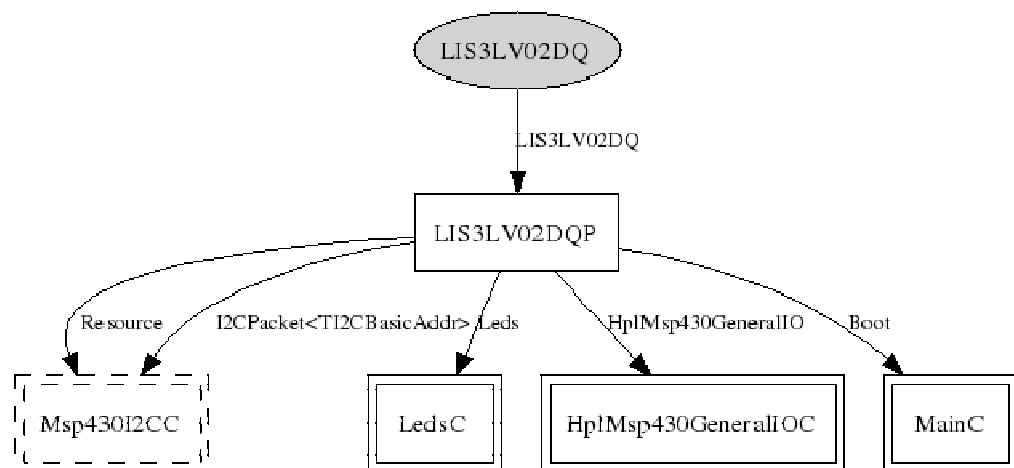 LIS3LV02DQ
LIS3LV02DQ
LIS3LV02DQP
Resource
I2CPacket<TI2CBasicAddr>
Leds
HplMsp430GeneralIO
Boot
Msp430I2CC
LedsC
HplMsp430GeneralIOC
MainC